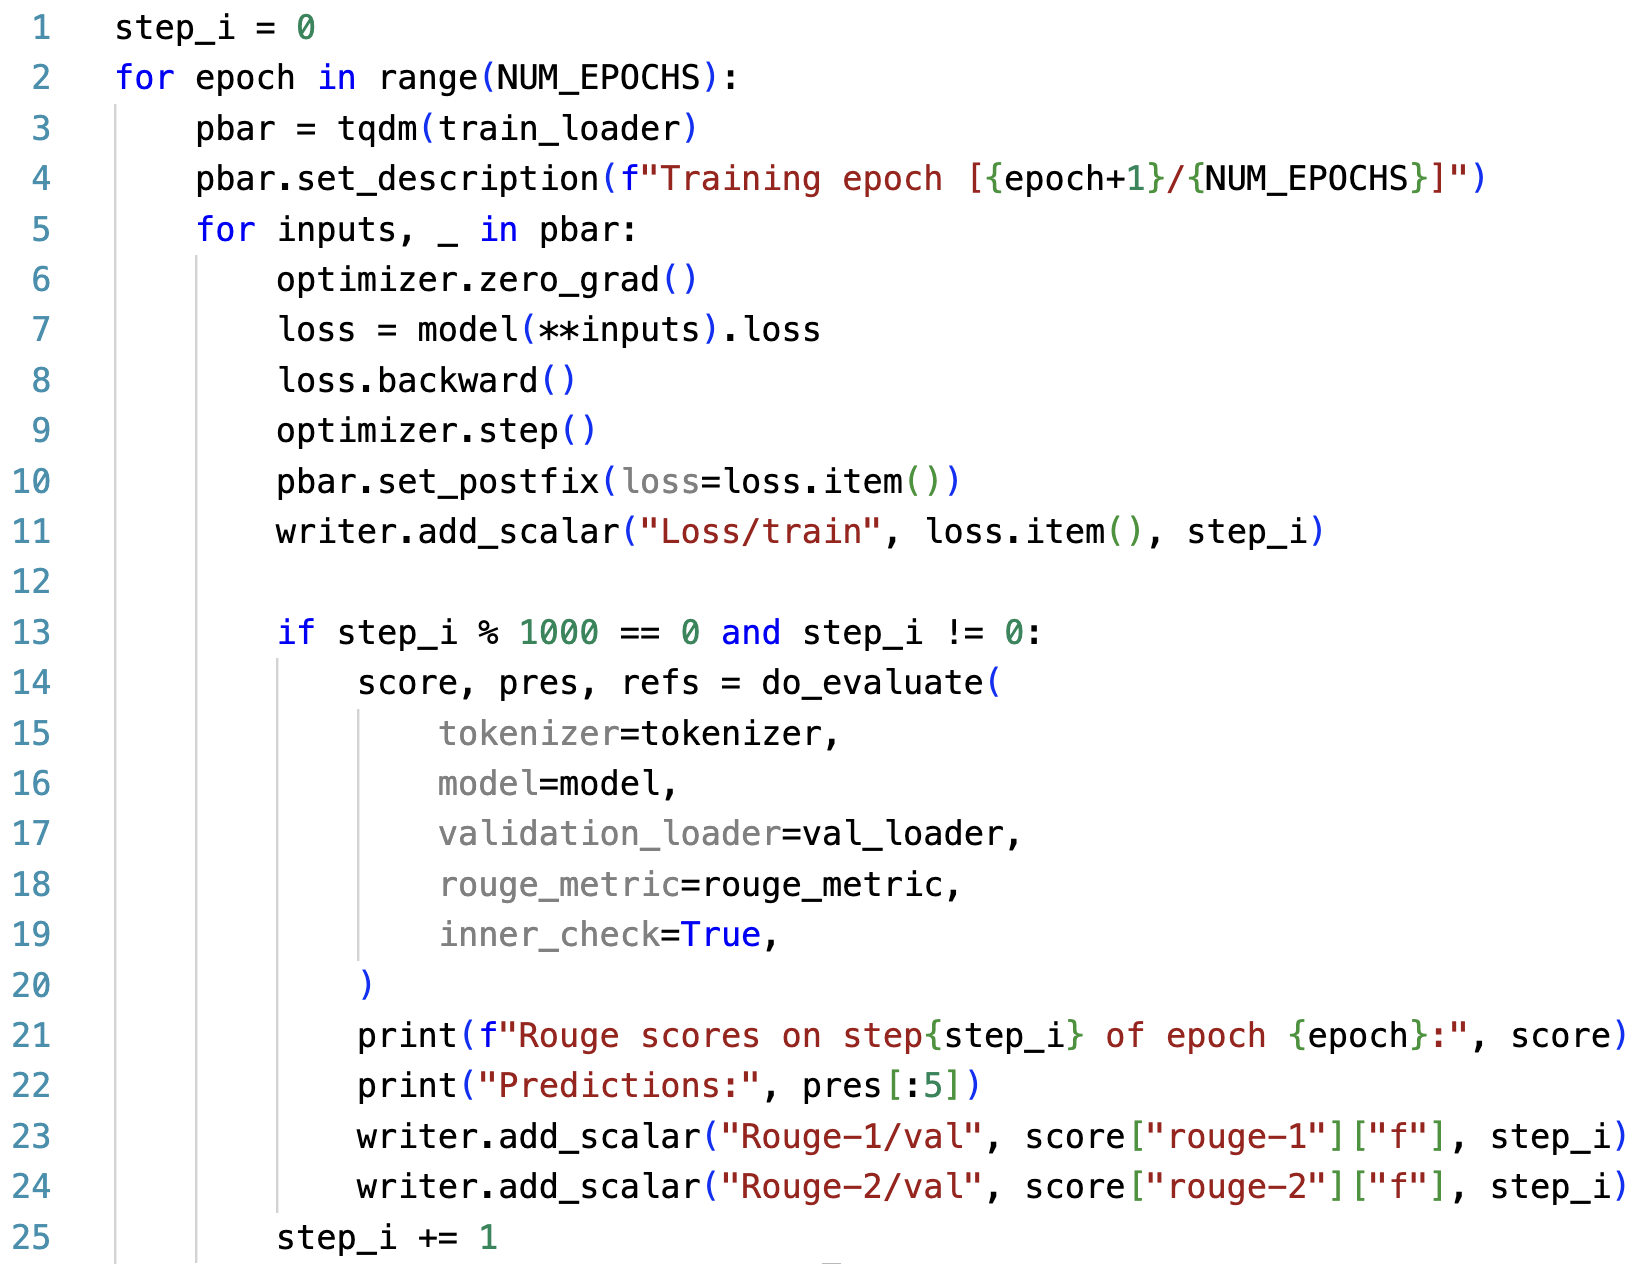 1 step_i = 0
2 for epoch in range(NUM_EPOCHS):
3     pbar = tqdm(train_loader)
4     pbar.set_description(f"Training epoch [{epoch+1}/{NUM_EPOCHS}]")
5     for inputs, _ in pbar:
6         optimizer.zero_grad()
7         loss = model(**inputs).loss
8         loss.backward()
9         optimizer.step()
10         pbar.set_postfix(loss=loss.item())
11         writer.add_scalar("Loss/train", loss.item(), step_i)
12
13         if step_i % 1000 == 0 and step_i != 0:
14             score, pres, refs = do_evaluate(
15                 tokenizer=tokenizer,
16                 model=model,
17                 validation_loader=val_loader,
18                 rouge_metric=rouge_metric,
19                 inner_check=True,
20             )
21             print(f"Rouge scores on step{step_i} of epoch {epoch}:", score)
22             print("Predictions:", pres[:5])
23             writer.add_scalar("Rouge-1/val", score["rouge-1"]["f"], step_i)
24             writer.add_scalar("Rouge-2/val", score["rouge-2"]["f"], step_i)
25         step_i += 1